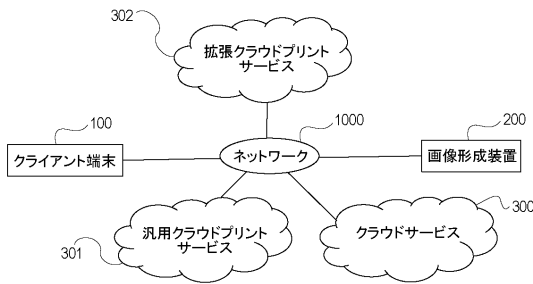 302
拡張クラウドプリント
サービス
100
1000
200
クライアント端末
ネットワーク
画像形成装置
汎用クラウドプリント
サービス
301
クラウドサービス
300